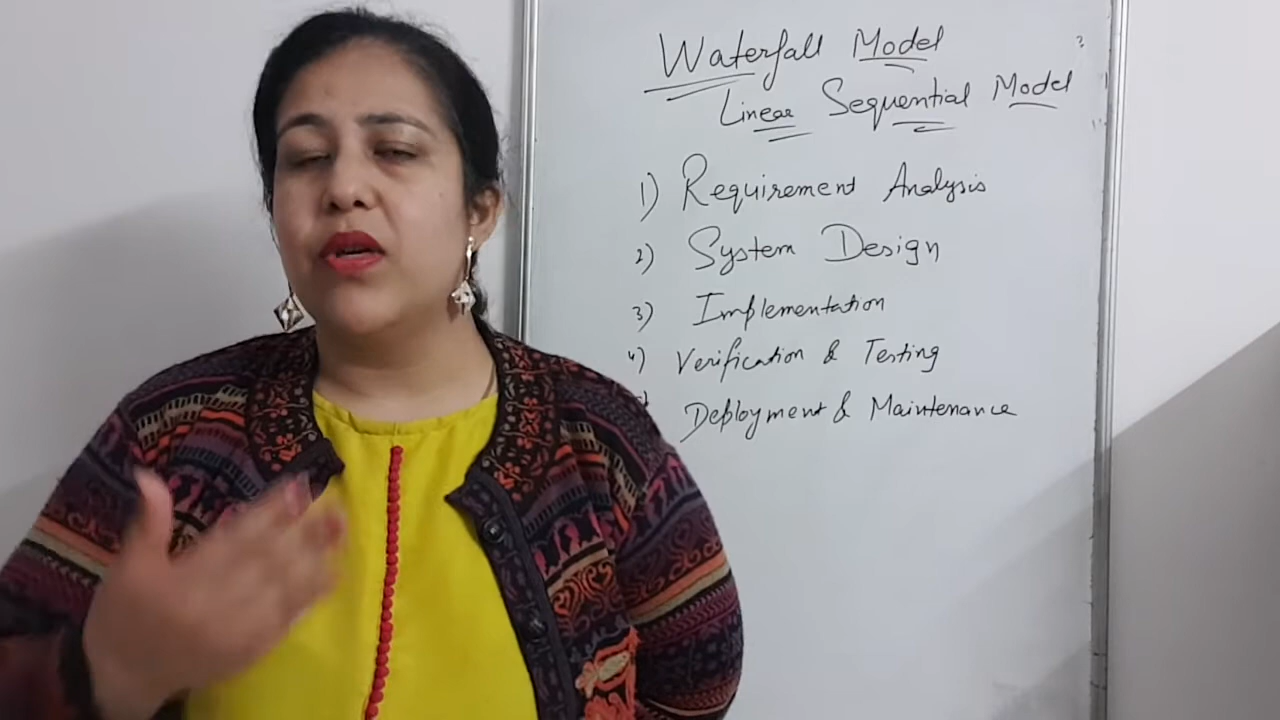 Waterfall Model
Linear Sequential Model
1) Requirement Analysis
2) System Design
3) Implementation
4) Verification & Testing
Deployment & Maintenance